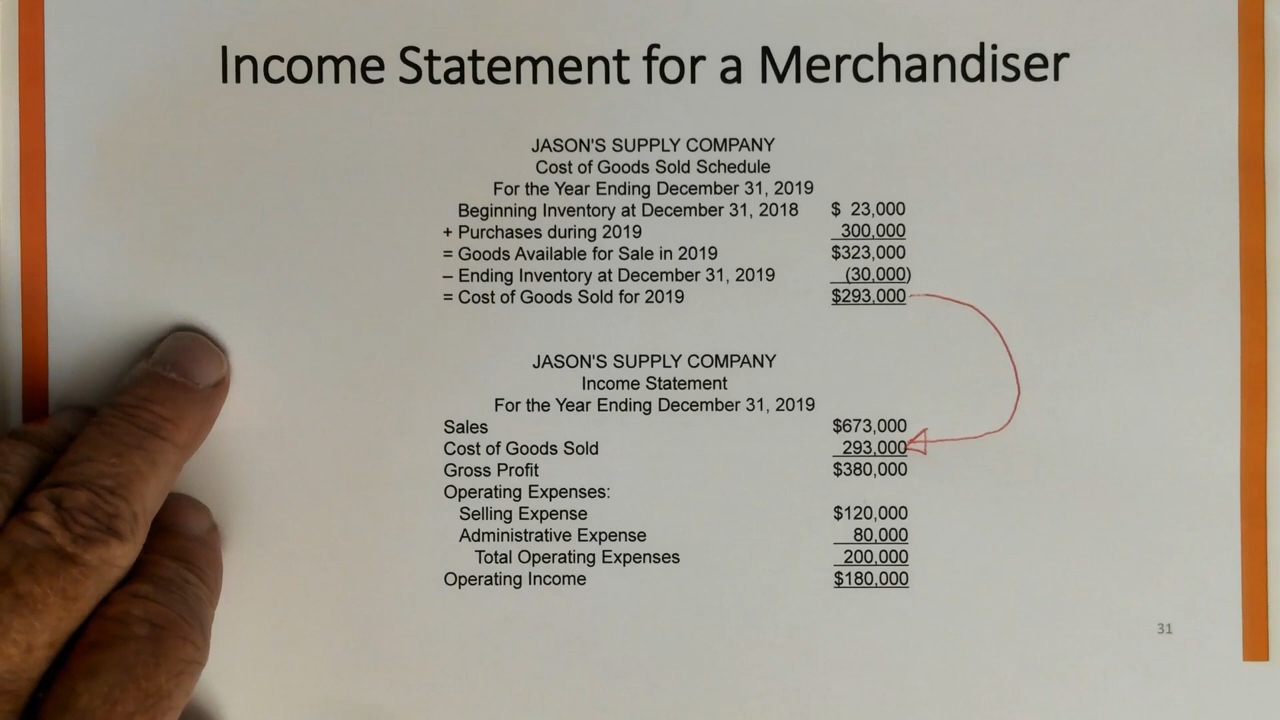 Income Statement for a Merchandiser
JASON'S SUPPLY COMPANY
Cost of Goods Sold Schedule
For the Year Ending December 31, 2019
Beginning Inventory at December 31, 2018 $ 23,000
+ Purchases during 2019 300,000
= Goods Available for Sale in 2019 $323,000
– Ending Inventory at December 31, 2019 (30,000)
= Cost of Goods Sold for 2019 $293,000
JASON'S SUPPLY COMPANY
Income Statement
For the Year Ending December 31, 2019
Sales $673,000
Cost of Goods Sold 293,000
Gross Profit $380,000
Operating Expenses:
Selling Expense $120,000
Administrative Expense 80,000
Total Operating Expenses 200,000
Operating Income $180,000
31